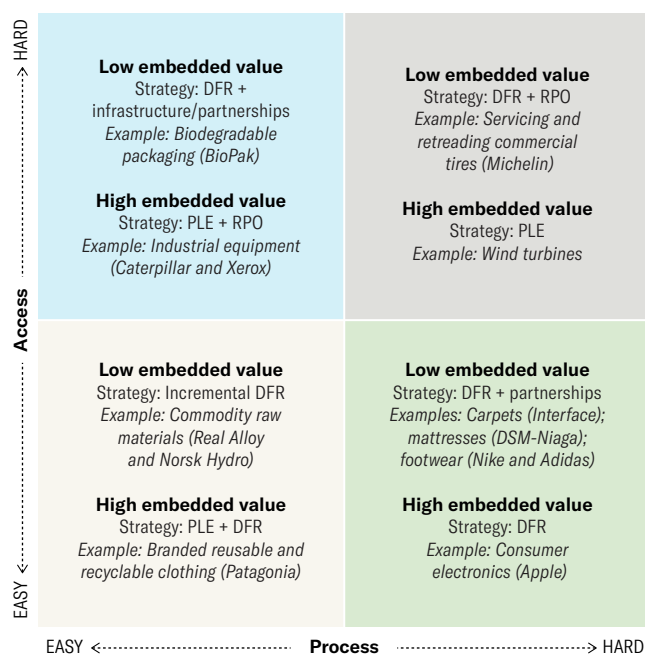 HARD
Access
EASY
Low embedded value
Strategy: DFR +
infrastructure/partnerships
Example: Biodegradable
packaging (BioPak)
High embedded value
Strategy: PLE + RPO
Example: Industrial equipment
(Caterpillar and Xerox)
Low embedded value
Strategy: DFR + RPO
Example: Servicing and
retreading commercial
tires (Michelin)
High embedded value
Strategy: PLE
Example: Wind turbines
Low embedded value
Strategy: Incremental DFR
Example: Commodity raw
materials (Real Alloy
and Norsk Hydro)
High embedded value
Strategy: PLE + DFR
Example: Branded reusable and
recyclable clothing (Patagonia)
Low embedded value
Strategy: DFR + partnerships
Examples: Carpets (Interface);
mattresses (DSM-Niaga);
footwear (Nike and Adidas)
High embedded value
Strategy: DFR
Example: Consumer
electronics (Apple)
EASY Process HARD